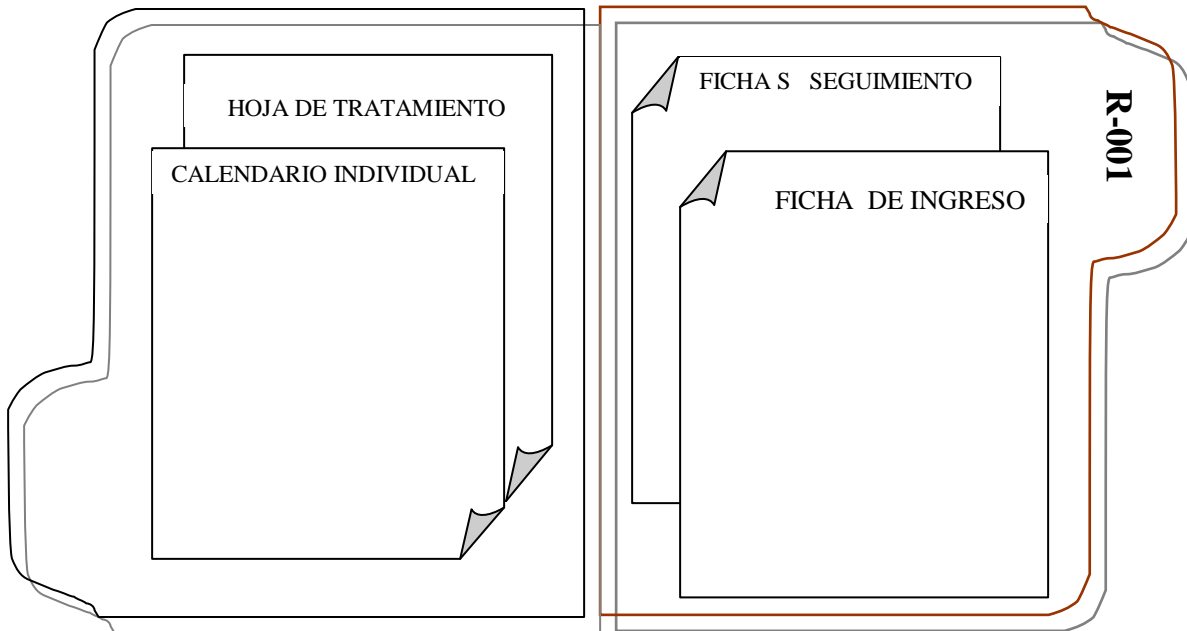 HOJA DE TRATAMIENTO
CALENDARIO INDIVIDUAL
FICHA S SEGUIMIENTO
FICHA DE INGRESO
R-001